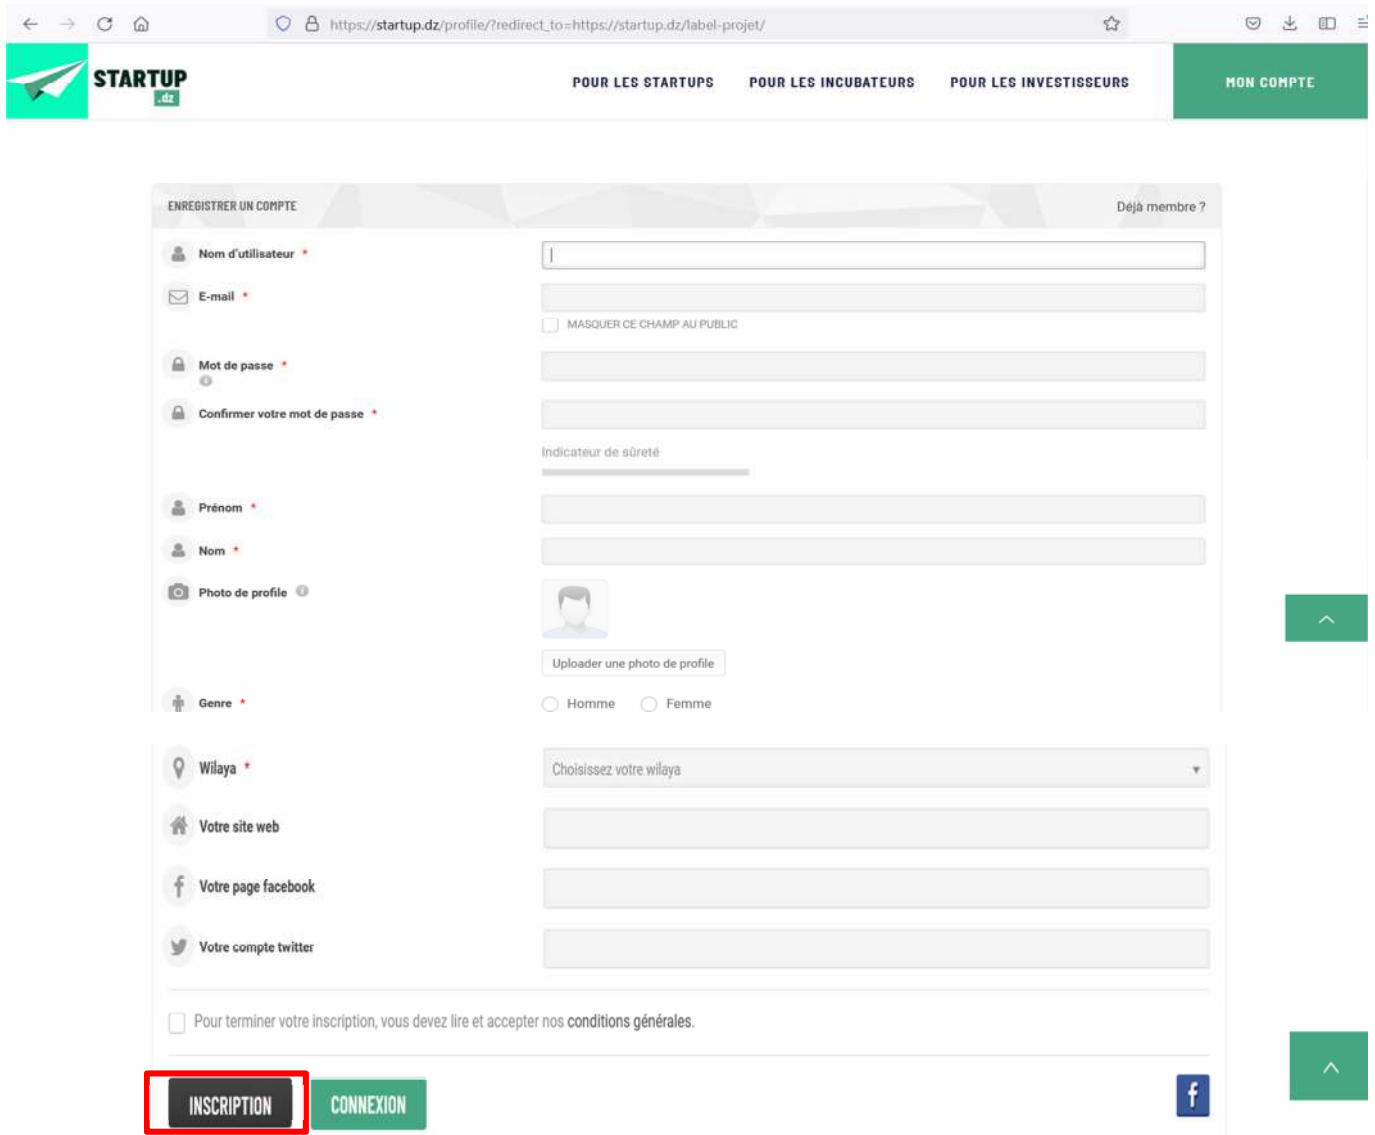 https://startup.dz/profile/?redirect_to=https://startup.dz/label-projet/
STARTUP
.dz
POUR LES STARTUPS
POUR LES INCUBATEURS
POUR LES INVESTISSEURS
MON COMPTE
ENREGISTRER UN COMPTE
Déjà membre ?
Nom d'utilisateur *
E-mail *
MASQUER CE CHAMP AU PUBLIC
Mot de passe *
Confirmer votre mot de passe *
Indicateur de sûreté
Prénom *
Nom *
Photo de profile
Uploader une photo de profile
Genre *
Homme
Femme
Wilaya *
Choisissez votre wilaya
Votre site web
Votre page facebook
Votre compte twitter
Pour terminer votre inscription, vous devez lire et accepter nos conditions générales.
INSCRIPTION
CONNEXION